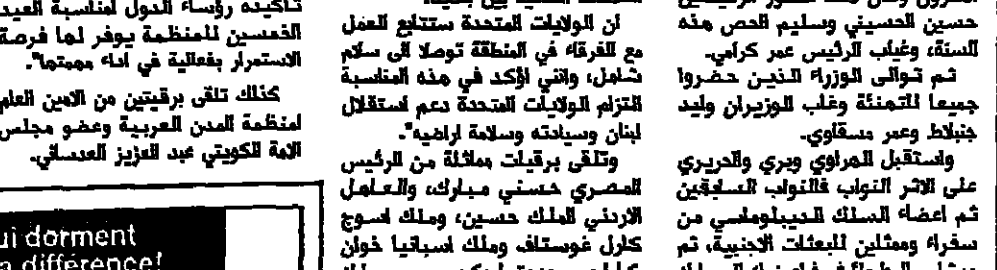 حسين الحسيني وسليم الحص هذه
السنة، وغياب الرئيس عمر كرامي.
ثم توالى الوزراء الذين حضروا
جميعا للتهنئة وغاب الوزيران وليد
جنبلاط وعمر مسقاوي.
واستقبل الهراوي وبري والحريري
على الاثر النواب فالنواب السابقين
ثم اعضاء السلك الديبلوماسي من
سفراء وممثلين للبعثات الاجنبية، ثم
ان الولايات المتحدة ستتابع العمل
مع الفرقاء في المنطقة توصلا الى سلام
شامل، وانني اؤكد في هذه المناسبة
التزام الولايات المتحدة دعم استقلال
لبنان وسيادته وسلامة اراضيه".
وتلقى برقيات مماثلة من الرئيس
المصري حسني مبارك، والعاهل
الاردني الملك حسين، وملك اسوج
كارل غوستاف وملك اسبانيا خوان
تأكيده رؤساء الدول لمناسبة العيد
الخمسين للمنظمة يوفر لها فرصة
الاستمرار بفعالية في اداء مهمتها".
كذلك تلقى برقيتين من الامين العام
لمنظمة المدن العربية وعضو مجلس
الامة الكويتي عبد العزيز العدساني.
ui dorment
différence!